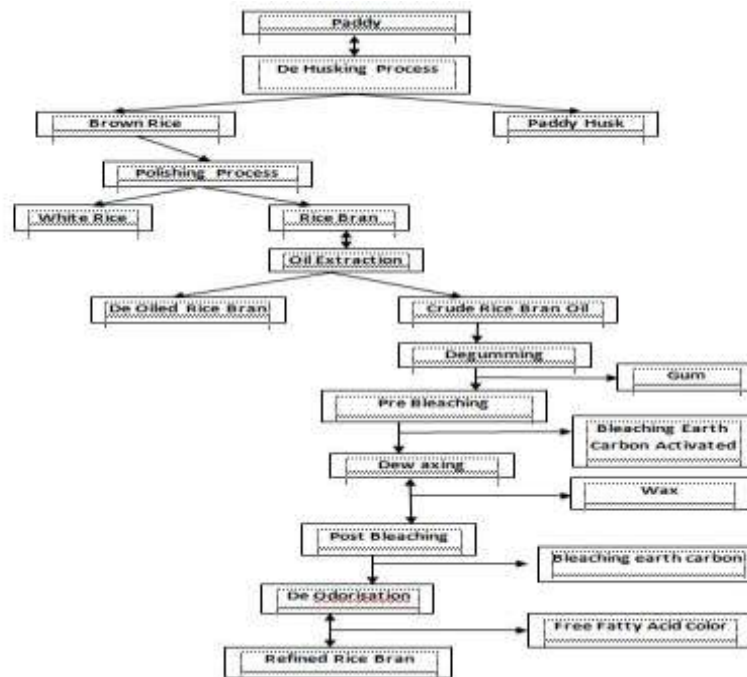 Paddy
De Husking Process
Brown Rice
Paddy Husk
Polishing Process
White Rice
Rice Bran
Oil Extraction
De Oiled Rice Bran
Crude Rice Bran Oil
Degumming
Gum
Pre Bleaching
Bleaching Earth
Carbon Activated
Dew axing
Wax
Post Bleaching
Bleaching earth carbon
De Odorisation
Free Fatty Acid Color
Refined Rice Bran